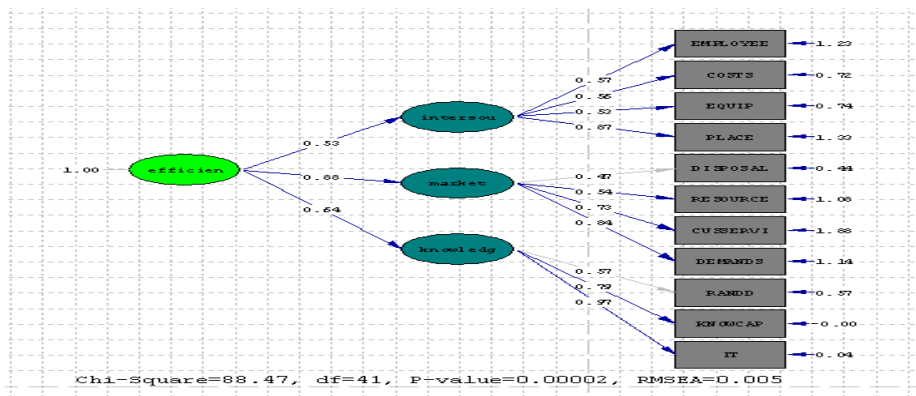 EMPLOYEE 1.23
0.57
COSTS 0.72
0.56
EQUIP 0.74
0.53
intersou
0.87
PLACE 1.33
0.53
1.00 efficien
DISPOSAL 0.44
0.47
0.88
market
0.54
RESOURCE 1.08
0.73
CUSSERVI 1.88
0.64
0.84
knowledg
DEMANDS 1.14
0.57
RANDD 0.57
0.79
KNOWCAP -0.00
0.97
IT 0.04
Chi-Square=88.47, df=41, P-value=0.00002, RMSEA=0.005